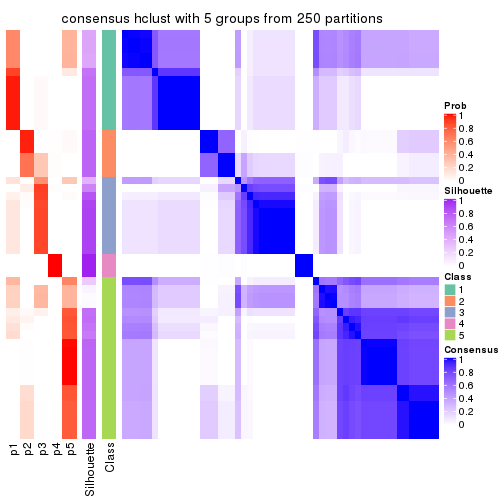 consensus hclust with 5 groups from 250 partitions
Prob
1
0.8
0.6
0.4
0.2
0
Silhouette
1
0.8
0.6
0.4
0.2
0
Class
1
2
3
4
5
Consensus
1
0.8
0.6
0.4
0.2
0
p1
p2
p3
p4
p5
Silhouette
Class